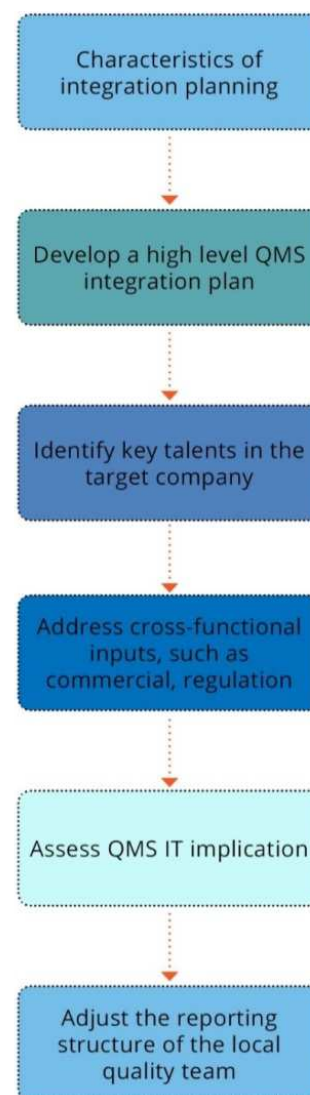 Characteristics of
integration planning
Develop a high level QMS
integration plan
Identify key talents in the
target company
Address cross-functional
inputs, such as
commercial, regulation
Assess QMS IT implication
Adjust the reporting
structure of the local
quality team